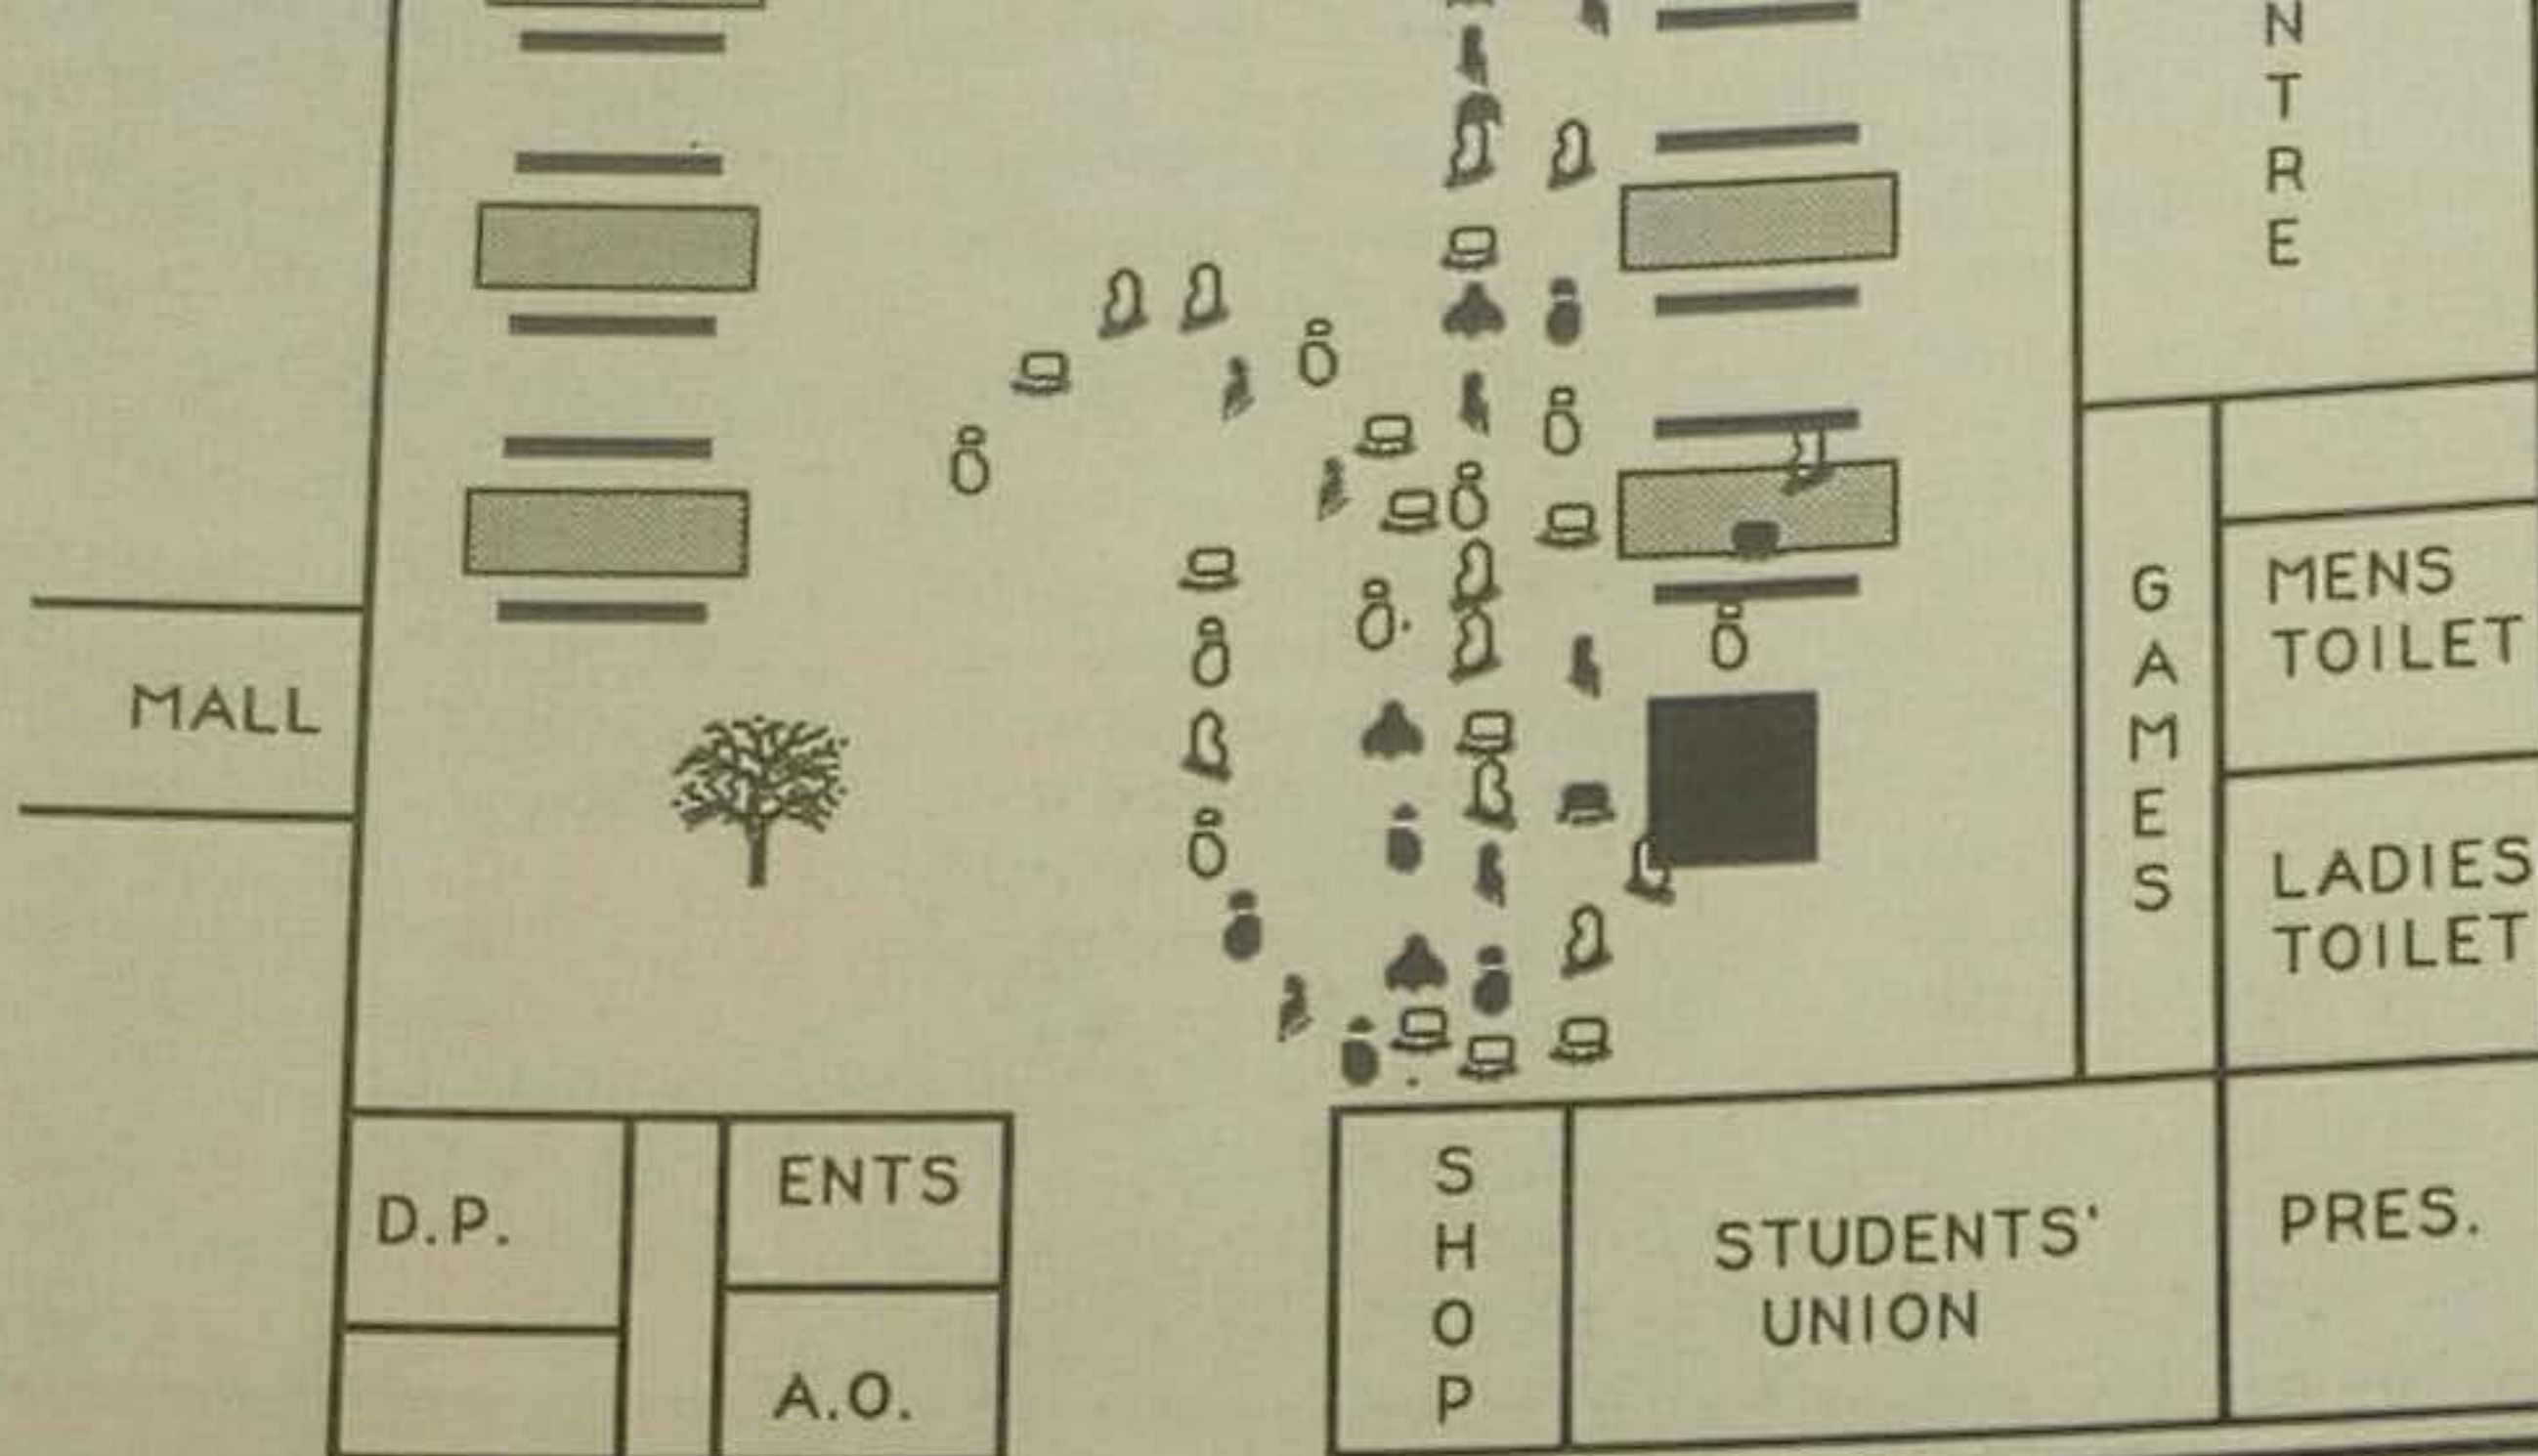 NTRE
MALL
GAMES
MENS
TOILET
LADIES
TOILET
D.P.
ENTS
A.O.
SHOP
STUDENTS'
UNION
PRES.